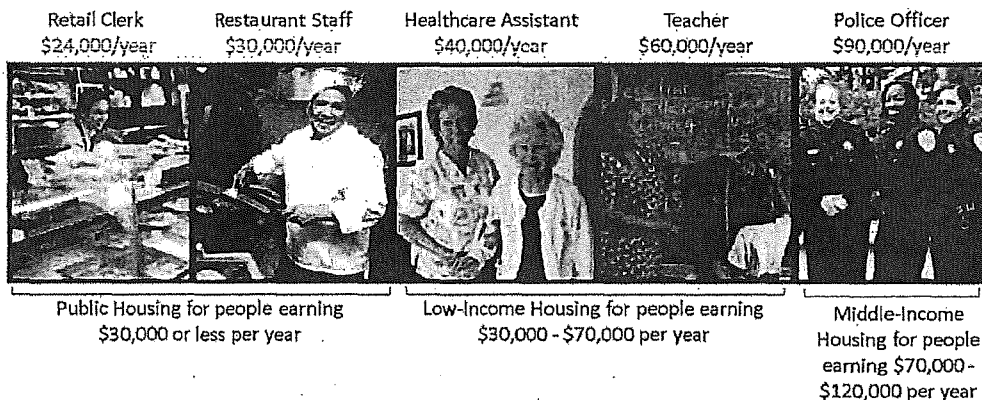 Retail Clerk
$24,000/year
Restaurant Staff
$30,000/year
Healthcare Assistant
$40,000/year
Teacher
$60,000/year
Police Officer
$90,000/year
Public Housing for people earning
$30,000 or less per year
Low-Income Housing for people earning
$30,000 - $70,000 per year
Middle-Income
Housing for people
earning $70,000 -
$120,000 per year